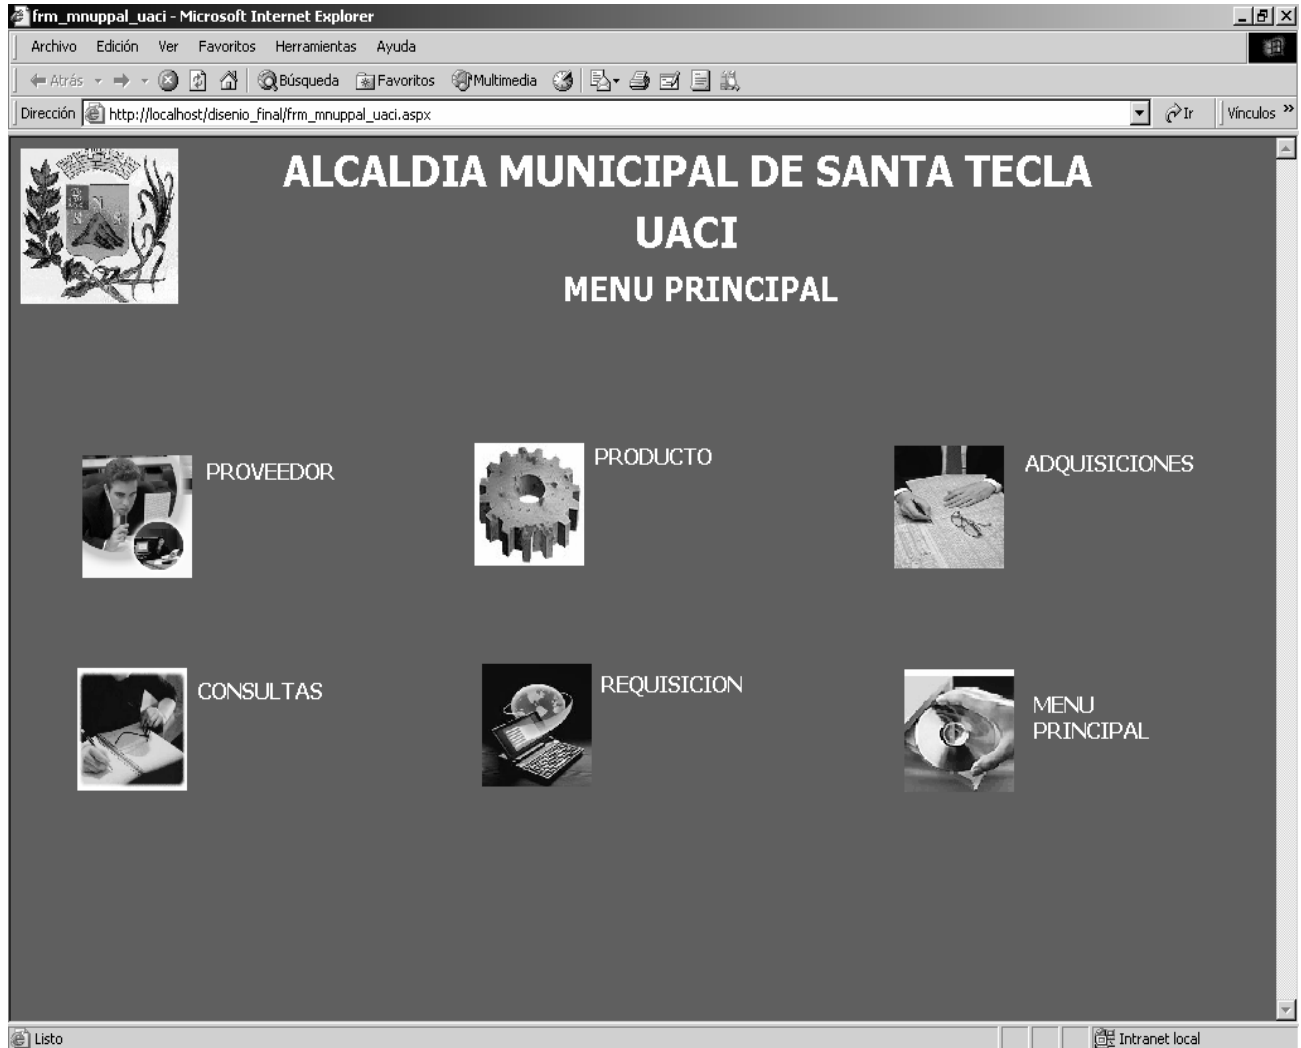 frm_mnuppal_uaci - Microsoft Internet Explorer
Archivo Edición Ver Favoritos Herramientas Ayuda
Atrás Búsqueda Favoritos Multimedia
Dirección http://localhost/disenio_final/frm_mnuppal_uaci.aspx Ir Vínculos »
ALCALDIA MUNICIPAL DE SANTA TECLA
UACI
MENU PRINCIPAL
PROVEEDOR
PRODUCTO
ADQUISICIONES
CONSULTAS
REQUISICION
MENU
PRINCIPAL
Listo Intranet local